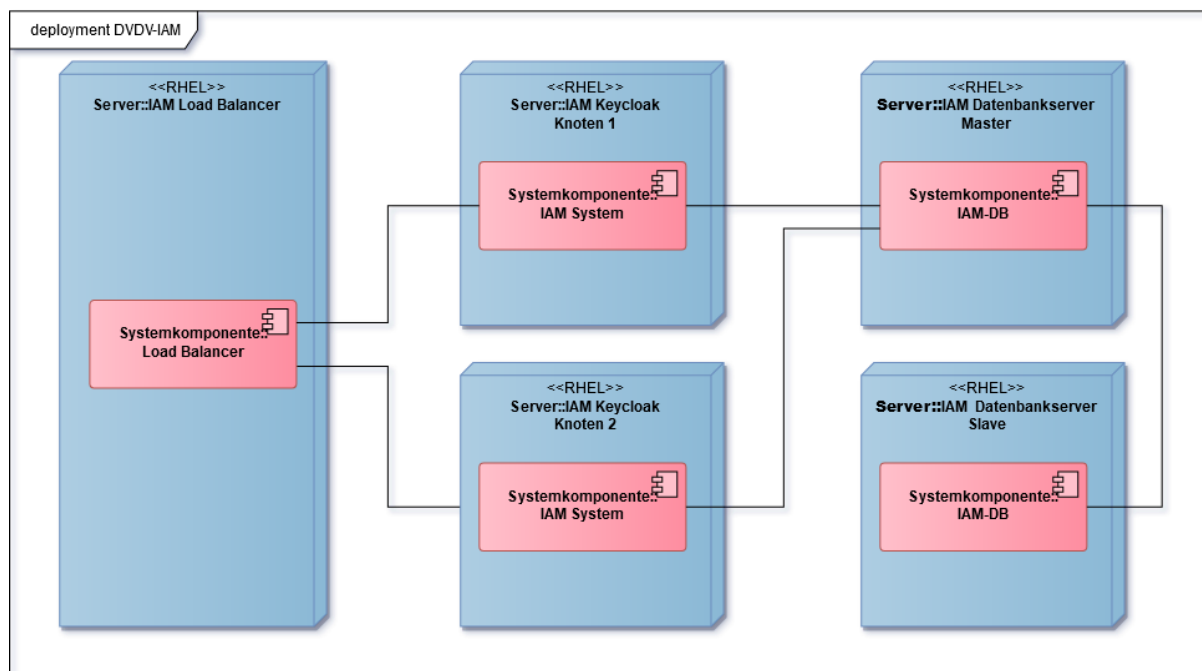 deployment DVDV-IAM
<<RHEL>>
Server::IAM Load Balancer
Systemkomponente::
Load Balancer
<<RHEL>>
Server::IAM Keycloak
Knoten 1
Systemkomponente::
IAM System
<<RHEL>>
Server::IAM Keycloak
Knoten 2
Systemkomponente::
IAM System
<<RHEL>>
Server::IAM Datenbankserver
Master
Systemkomponente::
IAM-DB
<<RHEL>>
Server::IAM Datenbankserver
Slave
Systemkomponente::
IAM-DB